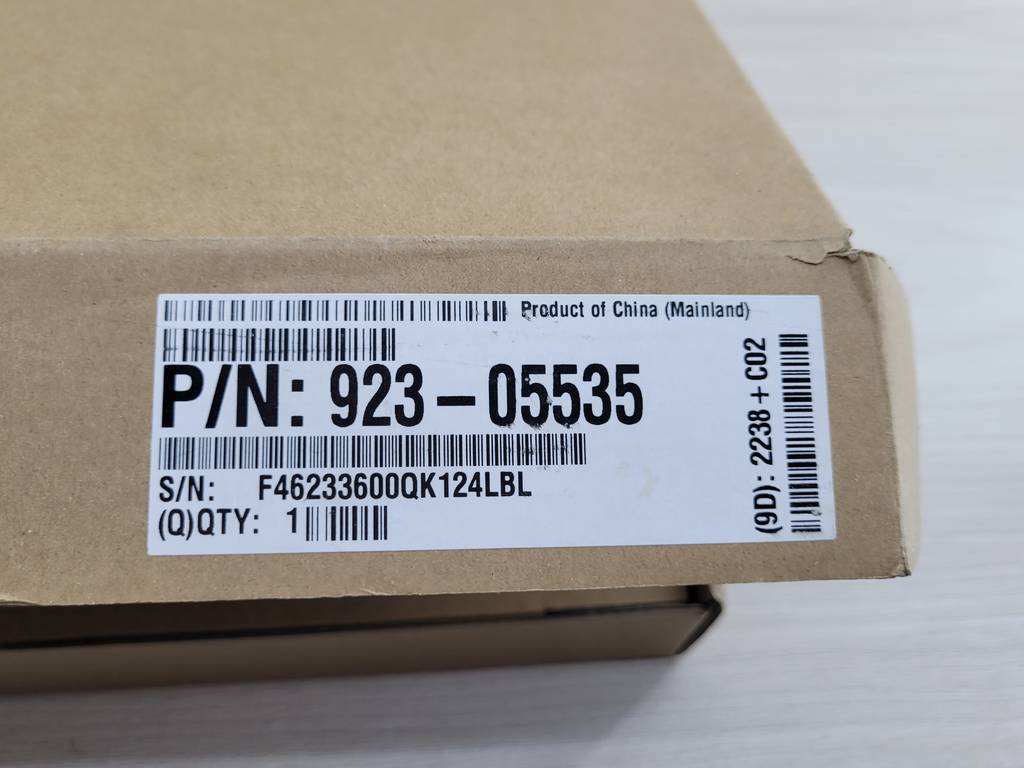 Product of China (Mainland)
P/N: 923-05535
S/N: F46233600QK124LBL
(Q)QTY: 1
(9D): 2238 + C02